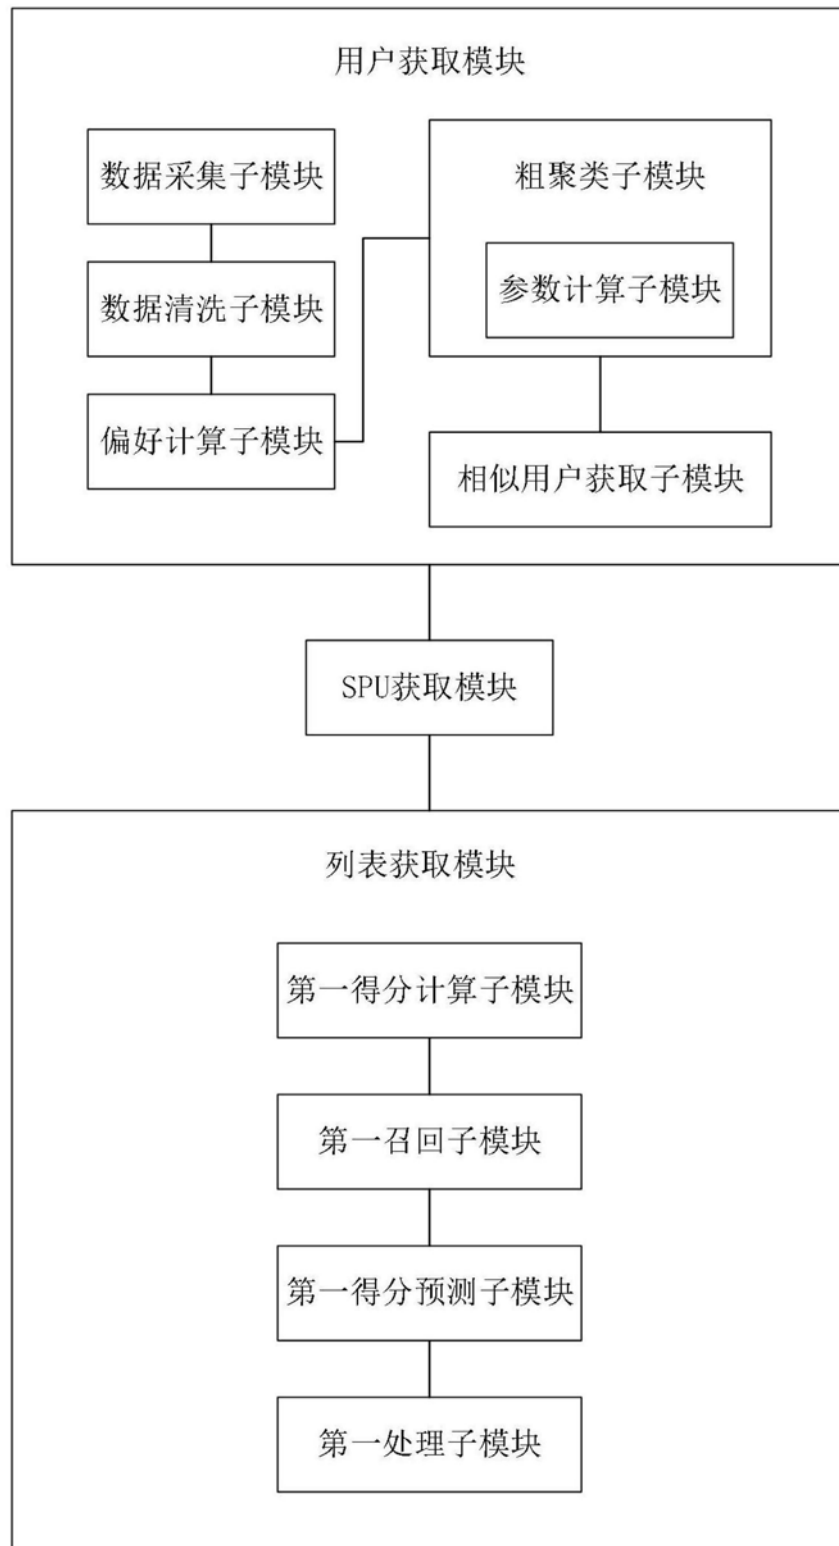 用户获取模块
数据采集子模块
数据清洗子模块
偏好计算子模块
粗聚类子模块
参数计算子模块
相似用户获取子模块
SPU获取模块
列表获取模块
第一得分计算子模块
第一召回子模块
第一得分预测子模块
第一处理子模块